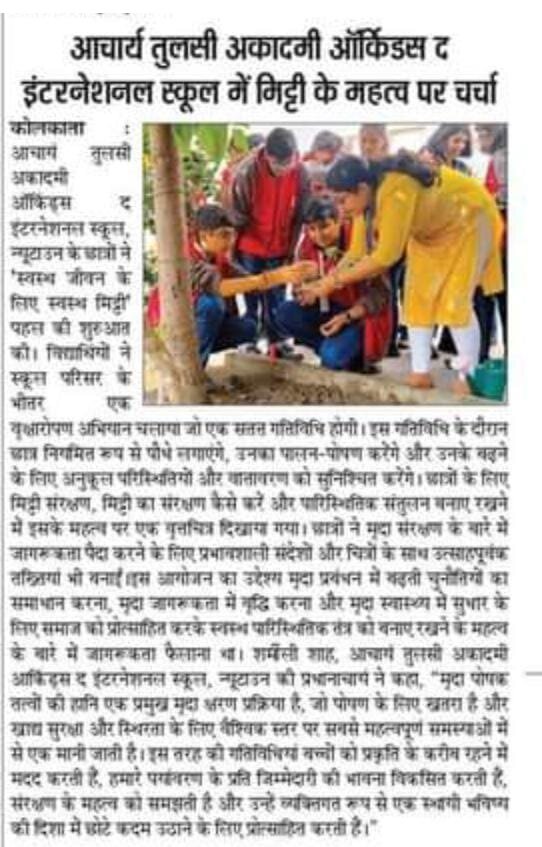 आचार्य तुलसी अकादमी ऑर्किडस द
इंटरनेशनल स्कूल में मिट्टी के महत्व पर चर्चा
कोलकाता :
आचार्य तुलसी
अकादमी
ऑर्किड्स द
इंटरनेशनल स्कूल,
न्यूटाउन के छात्रों ने
'स्वस्थ जीवन के
लिए स्वस्थ मिट्टी'
पहल की शुरुआत
की। विद्यार्थियों ने
स्कूल परिसर के
भीतर एक
वृक्षारोपण अभियान चलाया जो एक सतत गतिविधि होगी। इस गतिविधि के दौरान
छात्र नियमित रूप से पौधे लगाएंगे, उनका पालन-पोषण करेंगे और उनके बढ़ने
के लिए अनुकूल परिस्थितियों और वातावरण को सुनिश्चित करेंगे। छात्रों के लिए
मिट्टी संरक्षण, मिट्टी का संरक्षण कैसे करें और पारिस्थितिक संतुलन बनाए रखने
में इसके महत्व पर एक वृत्तचित्र दिखाया गया। छात्रों ने मृदा संरक्षण के बारे में
जागरूकता पैदा करने के लिए प्रभावशाली संदेशों और चित्रों के साथ उत्साहपूर्वक
तख्तियां भी बनाईं।इस आयोजन का उद्देश्य मृदा प्रबंधन में बढ़ती चुनौतियों का
समाधान करना, मृदा जागरूकता में वृद्धि करना और मृदा स्वास्थ्य में सुधार के
लिए समाज को प्रोत्साहित करके स्वस्थ पारिस्थितिक तंत्र को बनाए रखने के महत्व
के बारे में जागरूकता फैलाना था। शर्मीली शाह, आचार्य तुलसी अकादमी
ऑर्किड्स द इंटरनेशनल स्कूल, न्यूटाउन की प्रधानाचार्य ने कहा, "मृदा पोषक
तत्वों की हानि एक प्रमुख मृदा क्षरण प्रक्रिया है, जो पोषण के लिए खतरा है और
खाद्य सुरक्षा और स्थिरता के लिए वैश्विक स्तर पर सबसे महत्वपूर्ण समस्याओं में
से एक मानी जाती है। इस तरह की गतिविधियां बच्चों को प्रकृति के करीब रहने में
मदद करती हैं, हमारे पर्यावरण के प्रति जिम्मेदारी की भावना विकसित करती हैं,
संरक्षण के महत्व को समझती है और उन्हें व्यक्तिगत रूप से एक स्थायी भविष्य
की दिशा में छोटे कदम उठाने के लिए प्रोत्साहित करती हैं।"